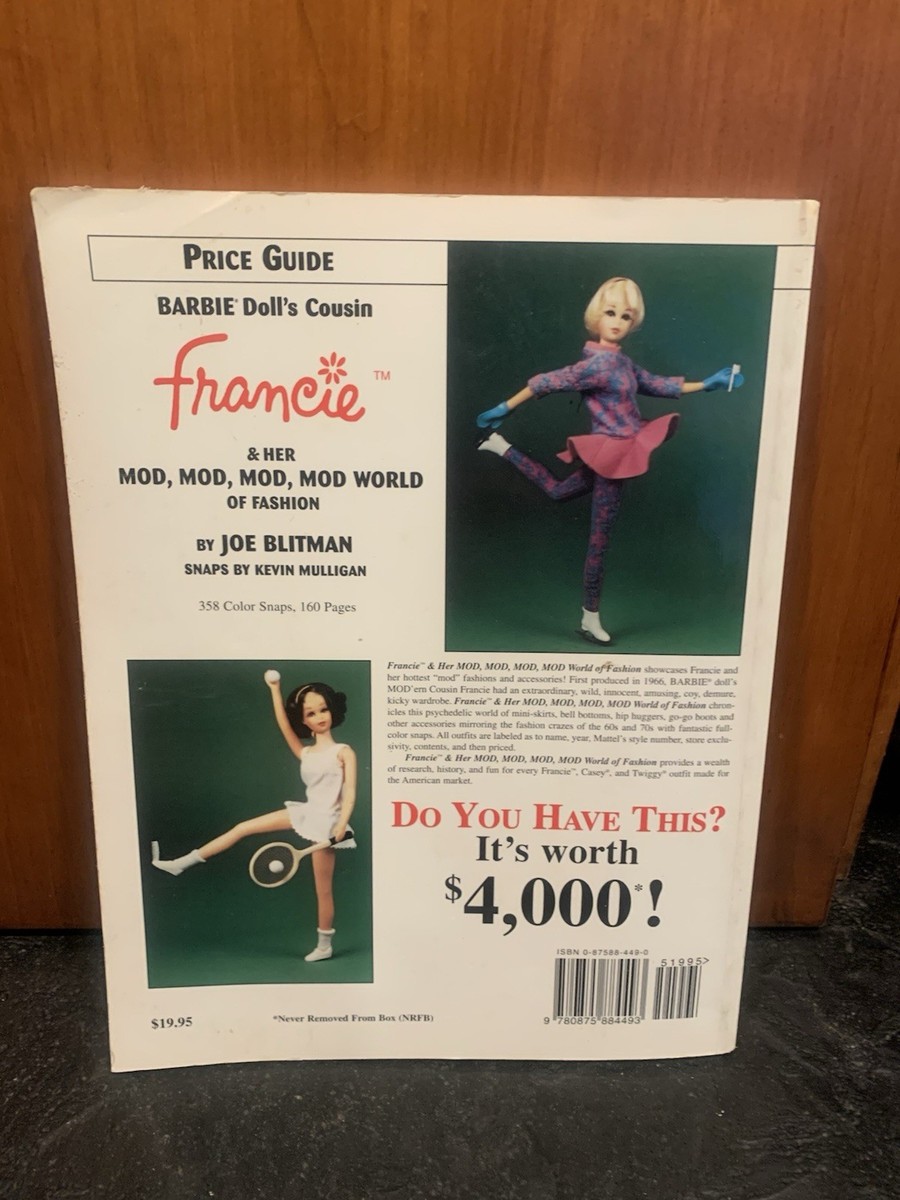 PRICE GUIDE
BARBIE® Doll's Cousin
francie™
& HER
MOD, MOD, MOD, MOD WORLD
OF FASHION
BY JOE BLITMAN
SNAPS BY KEVIN MULLIGAN
358 Color Snaps, 160 Pages
Francie™ & Her MOD, MOD, MOD, MOD World of Fashion showcases Francie and
her hottest "mod" fashions and accessories! First produced in 1966, BARBIE® doll's
MOD'ern Cousin Francie had an extraordinary, wild, innocent, amusing, coy, demure,
kicky wardrobe. Francie™ & Her MOD, MOD, MOD, MOD World of Fashion chron-
icles this psychedelic world of mini-skirts, bell bottoms, hip huggers, go-go boots and
other accessories mirroring the fashion crazes of the 60s and 70s with fantastic full-
color snaps. All outfits are labeled as to name, year, Mattel's style number, store exclu-
sivity, contents, and then priced.
Francie™ & Her MOD, MOD, MOD, MOD World of Fashion provides a wealth
of research, history, and fun for every Francie™, Casey®, and Twiggy® outfit made for
the American market.
DO YOU HAVE THIS?
It's worth
$4,000*!
ISBN 0-87588-449-0
51995>
9 780875 884493
$19.95
*Never Removed From Box (NRFB)